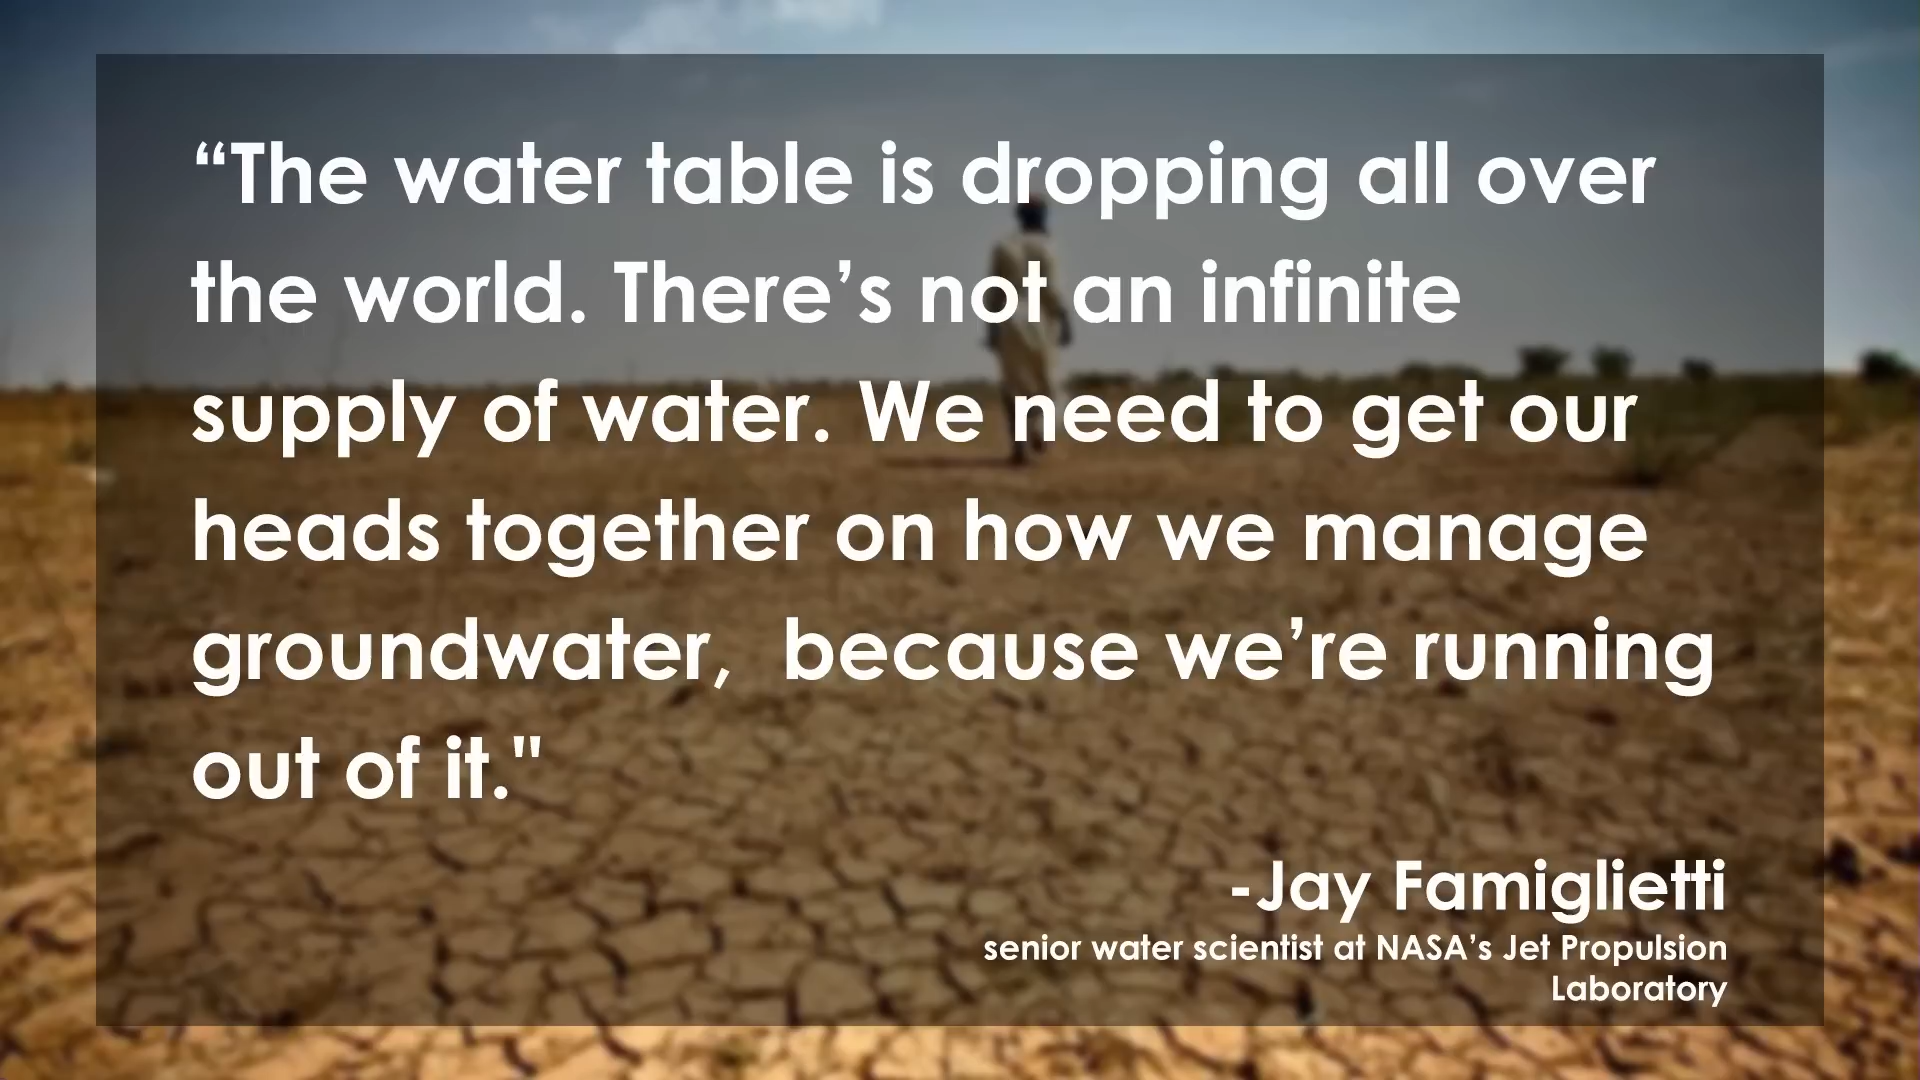 “The water table is dropping all over
the world. There’s not an infinite
supply of water. We need to get our
heads together on how we manage
groundwater,  because we’re running
out of it."
-Jay Famiglietti
senior water scientist at NASA’s Jet Propulsion
Laboratory